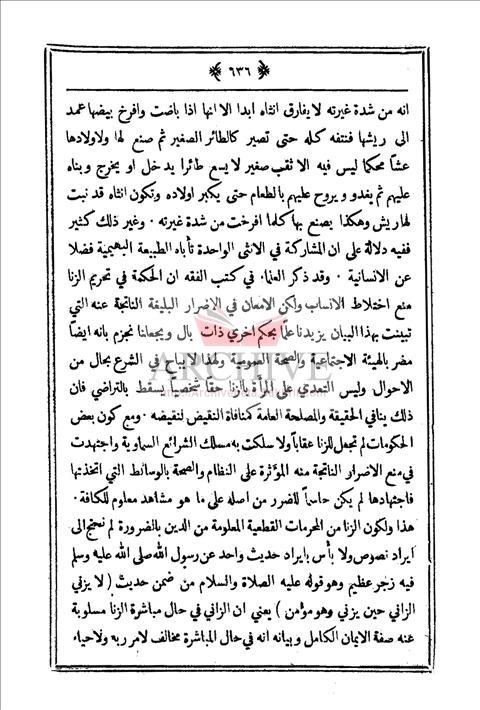 ﴿ ٦٣٦ ﴾
انه من شدة غيرته لا يفارق انثاه ابدا الا انها اذا باضت وافرخ بيضها عمد
الى ريشها فنتفه كله حتى تصير كالطائر الصغير ثم صنع لها ولاولادها
عشا محكما ليس فيه الا ثقب صغير لا يسع طائرا يدخل او يخرج وبناه
عليهم ثم يغدو ويروح عليهم بالطعام حتى يكبر اولاده وتكون انثاه قد نبت
لها ريش وهكذا يصنع بها كلما افرخت من شدة غيرته ٠ وغير ذلك كثير
ففيه دلالة على ان المشاركة في الانثى الواحدة تأباه الطبيعة البهيمية فضلا
عن الانسانية ٠ وقد ذكر العلماء في كتب الفقه ان الحكمة في تحريم الزنا
منع اختلاط الانساب ولكن الامعان في الاضرار البليغة الناتجة عنه التي
تبينت بهذا البيان يزيدنا علما بحكم اخرى ذات بال ويجعلنا نجزم بانه ايضاً
مضر بالهيئة الاجتماعية والصحة العمومية ولهذا لا يباح في الشرع بحال من
الاحوال وليس التعدي على المرأة بالزنا حقا شخصياً يسقط بالتراضي فان
ذلك ينافي الحقيقة والمصلحة العامة كمنافاة النقيض لنقيضه ٠ ومع كون بعض
الحكومات لم تجعل للزنا عقاباً ولا سلكت به مسلك الشرائع السماوية واجتهدت
في منع الاضرار الناتجة منه المؤثرة على النظام والصحة بالوسائط التي اتخذتها
فاجتهادها لم يكن حاسماً للضرر من اصله على ما هو مشاهد معلوم للكافة ٠
هذا ولكون الزنا من المحرمات القطعية المعلومة من الدين بالضرورة لم نحتج الى
ايراد نصوص ولا بأس بايراد حديث واحد عن رسول الله صلى الله عليه وسلم
فيه زجر عظيم وهو قوله عليه الصلاة والسلام من ضمن حديث ( لا يزني
الزاني حين يزني وهو مؤمن ) يعني ان الزاني في حال مباشرة الزنا مسلوبة
عنه صفة الايمان الكامل وبيانه انه في حال المباشرة مخالف لامر ربه ولاحياء
ARCHIVE